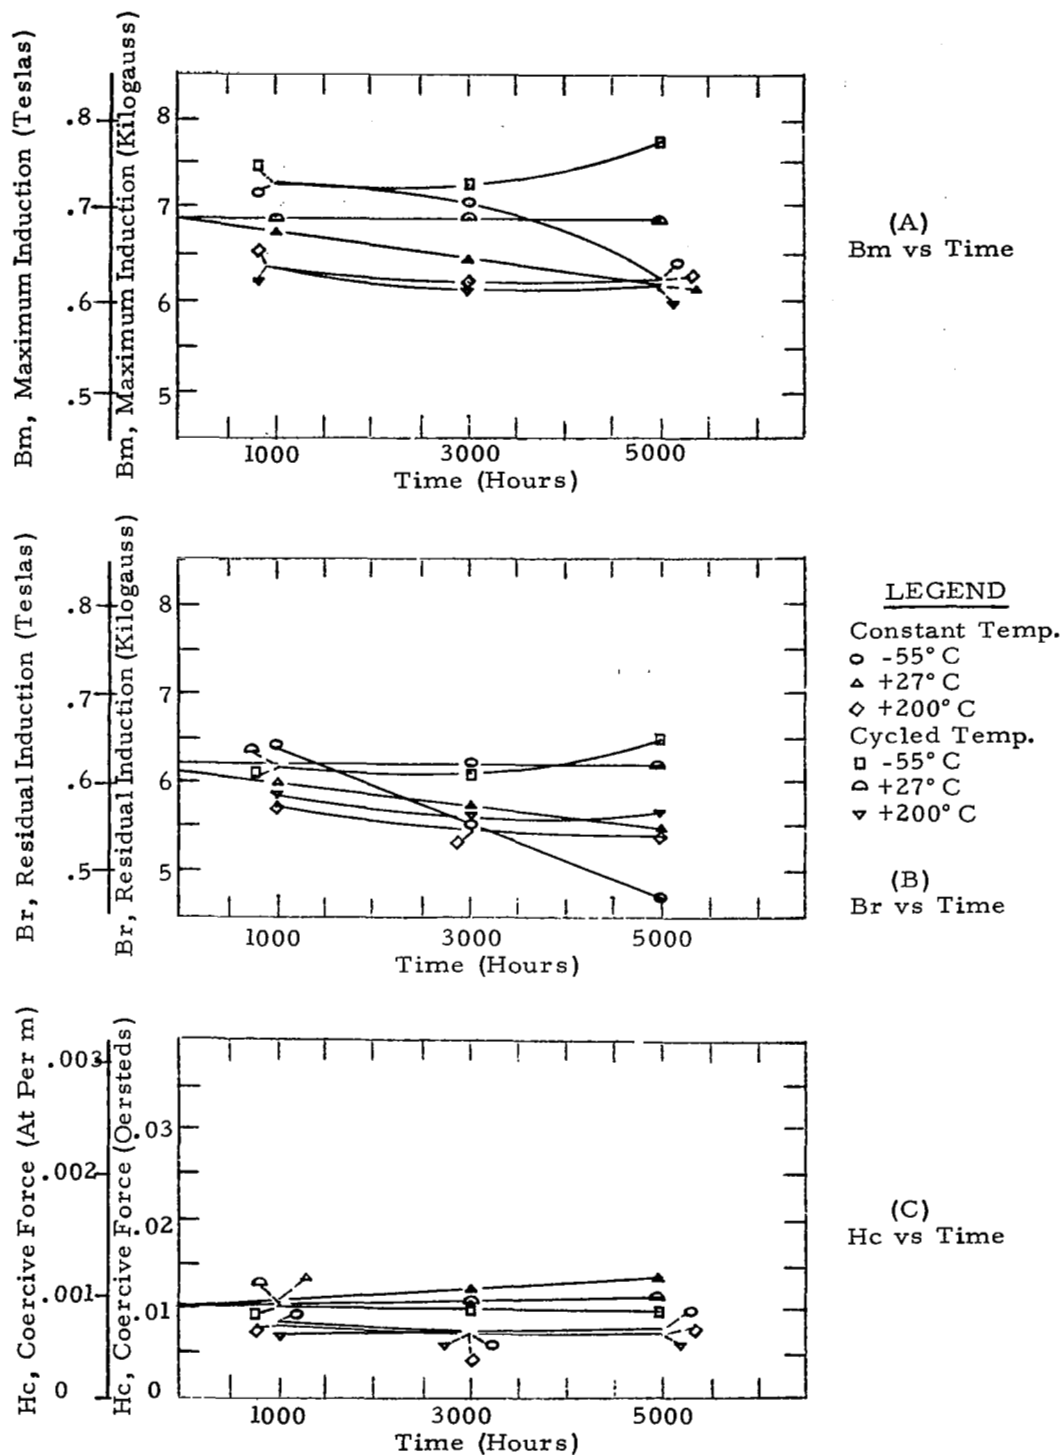 Bm, Maximum Induction (Teslas)
.8
.7
.6
.5
Bm, Maximum Induction (Kilogauss)
8
7
6
5
1000 3000 5000
Time (Hours)
(A)
Bm vs Time
Br, Residual Induction (Teslas)
.8
.7
.6
.5
Br, Residual Induction (Kilogauss)
8
7
6
5
1000 3000 5000
Time (Hours)
LEGEND
Constant Temp.
-55°C
+27°C
+200°C
Cycled Temp.
-55°C
+27°C
+200°C
(B)
Br vs Time
Hc, Coercive Force (At Per m)
.003
.002
.001
0
Hc, Coercive Force (Oersteds)
.03
.02
.01
0
1000 3000 5000
Time (Hours)
(C)
Hc vs Time